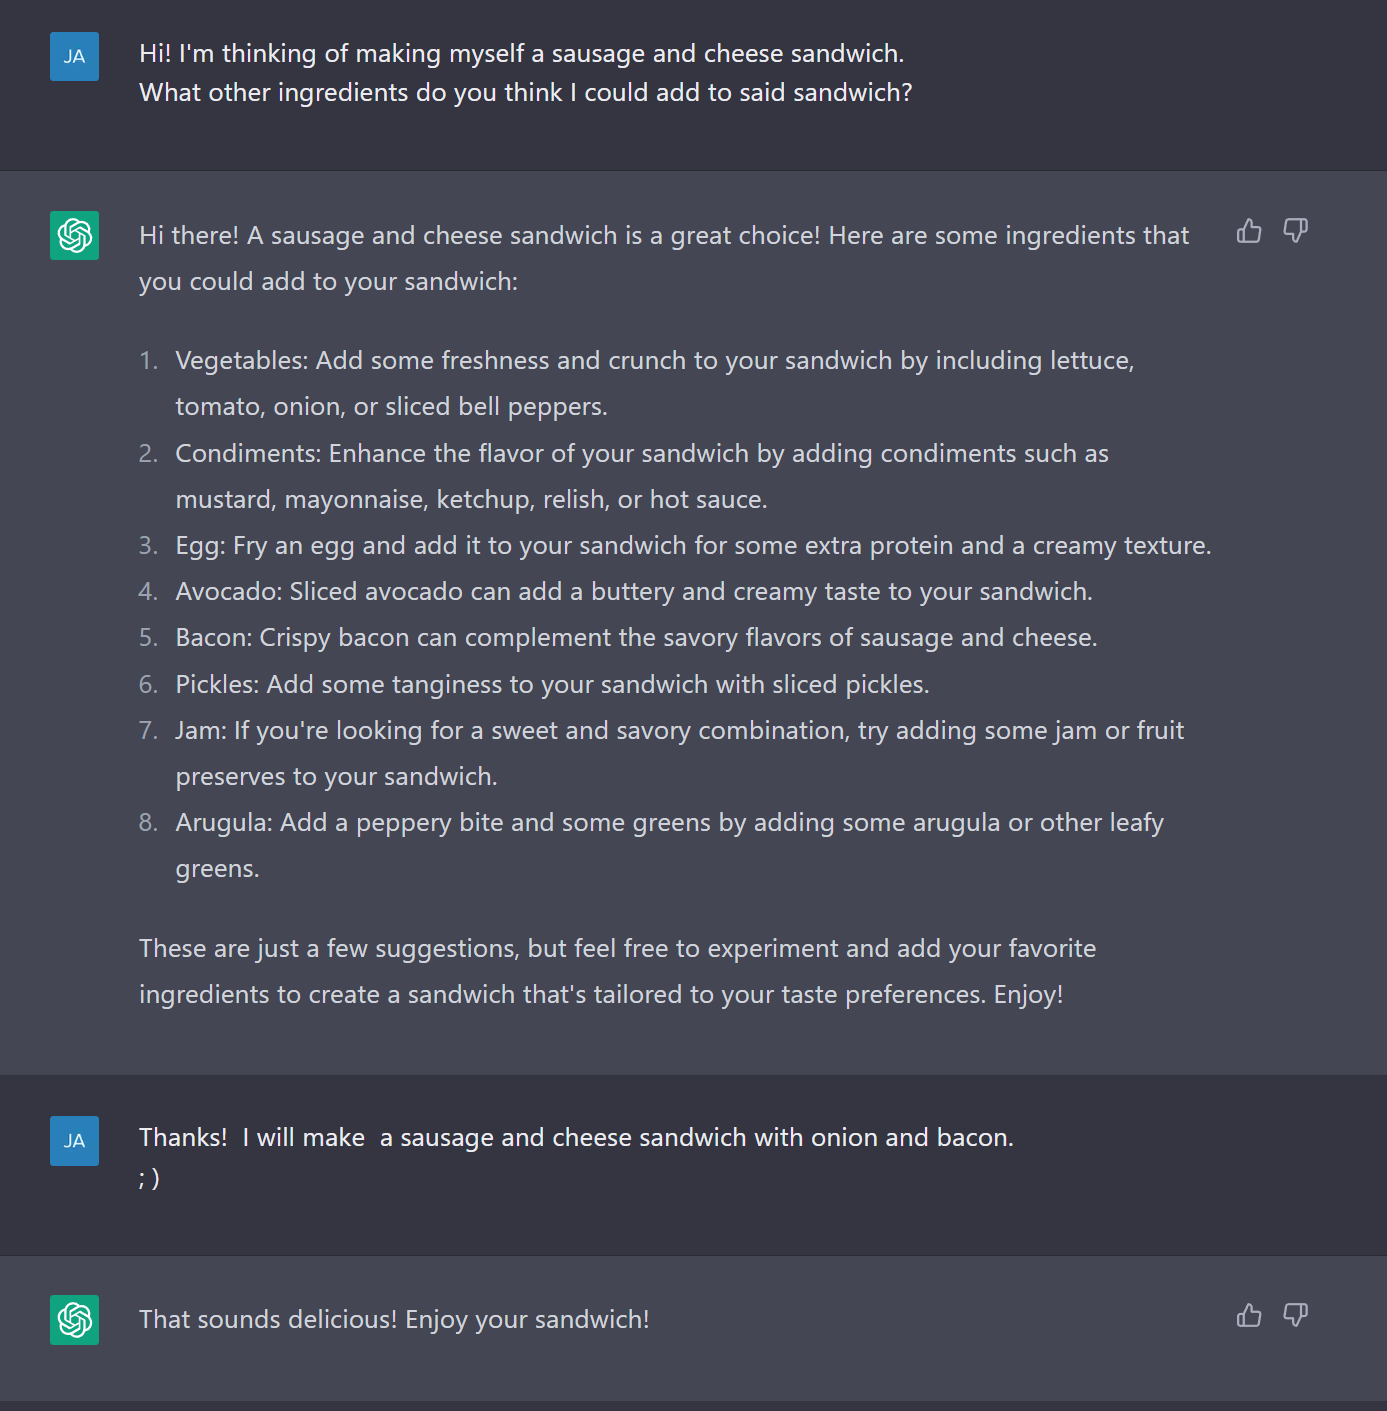 JA
Hi! I'm thinking of making myself a sausage and cheese sandwich.
What other ingredients do you think I could add to said sandwich?
Hi there! A sausage and cheese sandwich is a great choice! Here are some ingredients that
you could add to your sandwich:
1. Vegetables: Add some freshness and crunch to your sandwich by including lettuce,
tomato, onion, or sliced bell peppers.
2. Condiments: Enhance the flavor of your sandwich by adding condiments such as
mustard, mayonnaise, ketchup, relish, or hot sauce.
3. Egg: Fry an egg and add it to your sandwich for some extra protein and a creamy texture.
4. Avocado: Sliced avocado can add a buttery and creamy taste to your sandwich.
5. Bacon: Crispy bacon can complement the savory flavors of sausage and cheese.
6. Pickles: Add some tanginess to your sandwich with sliced pickles.
7. Jam: If you're looking for a sweet and savory combination, try adding some jam or fruit
preserves to your sandwich.
8. Arugula: Add a peppery bite and some greens by adding some arugula or other leafy
greens.
These are just a few suggestions, but feel free to experiment and add your favorite
ingredients to create a sandwich that's tailored to your taste preferences. Enjoy!
JA
Thanks!  I will make  a sausage and cheese sandwich with onion and bacon.
; )
That sounds delicious! Enjoy your sandwich!